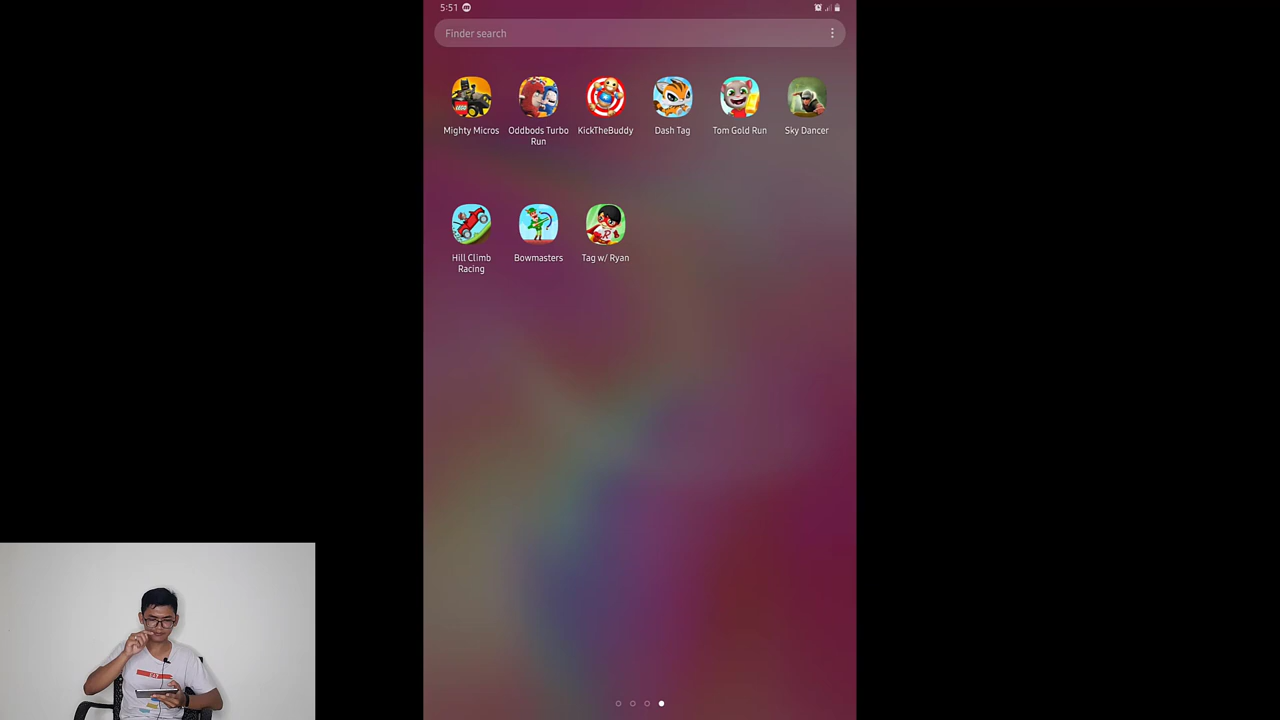 5:51
Finder search
Mighty Micros
Oddbods Turbo
Run
KickTheBuddy
Dash Tag
Tom Gold Run
Sky Dancer
LEGO
Hill Climb
Racing
Bowmasters
Tag w/ Ryan
R